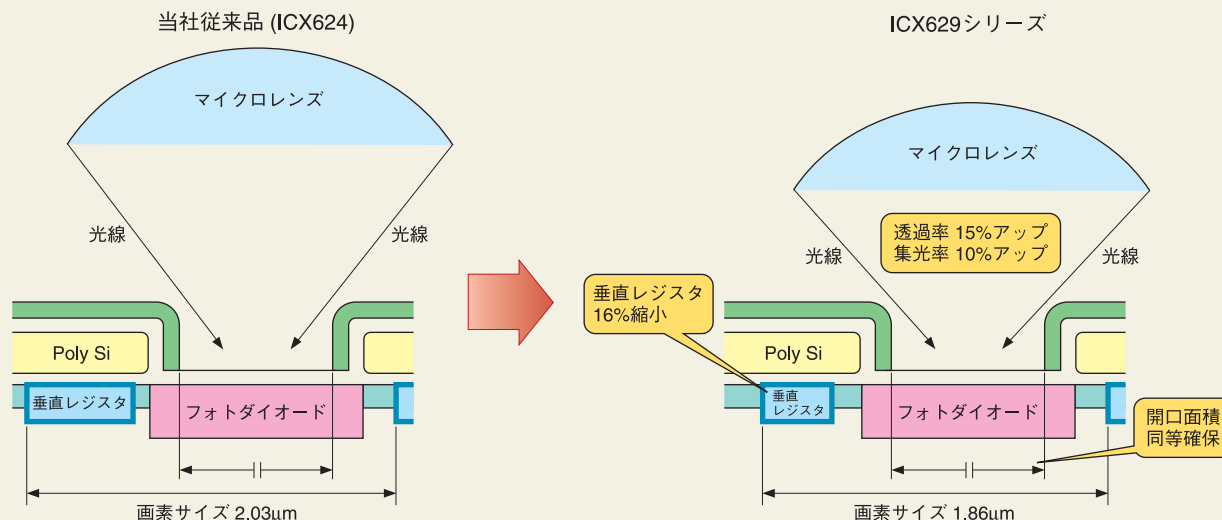 当社従来品 (ICX624)
マイクロレンズ
光線
光線
Poly Si
垂直レジスタ
フォトダイオード
画素サイズ 2.03μm
ICX629シリーズ
マイクロレンズ
透過率 15%アップ
集光率 10%アップ
光線
光線
垂直レジスタ
16%縮小
Poly Si
垂直
レジスタ
フォトダイオード
開口面積
同等確保
画素サイズ 1.86μm